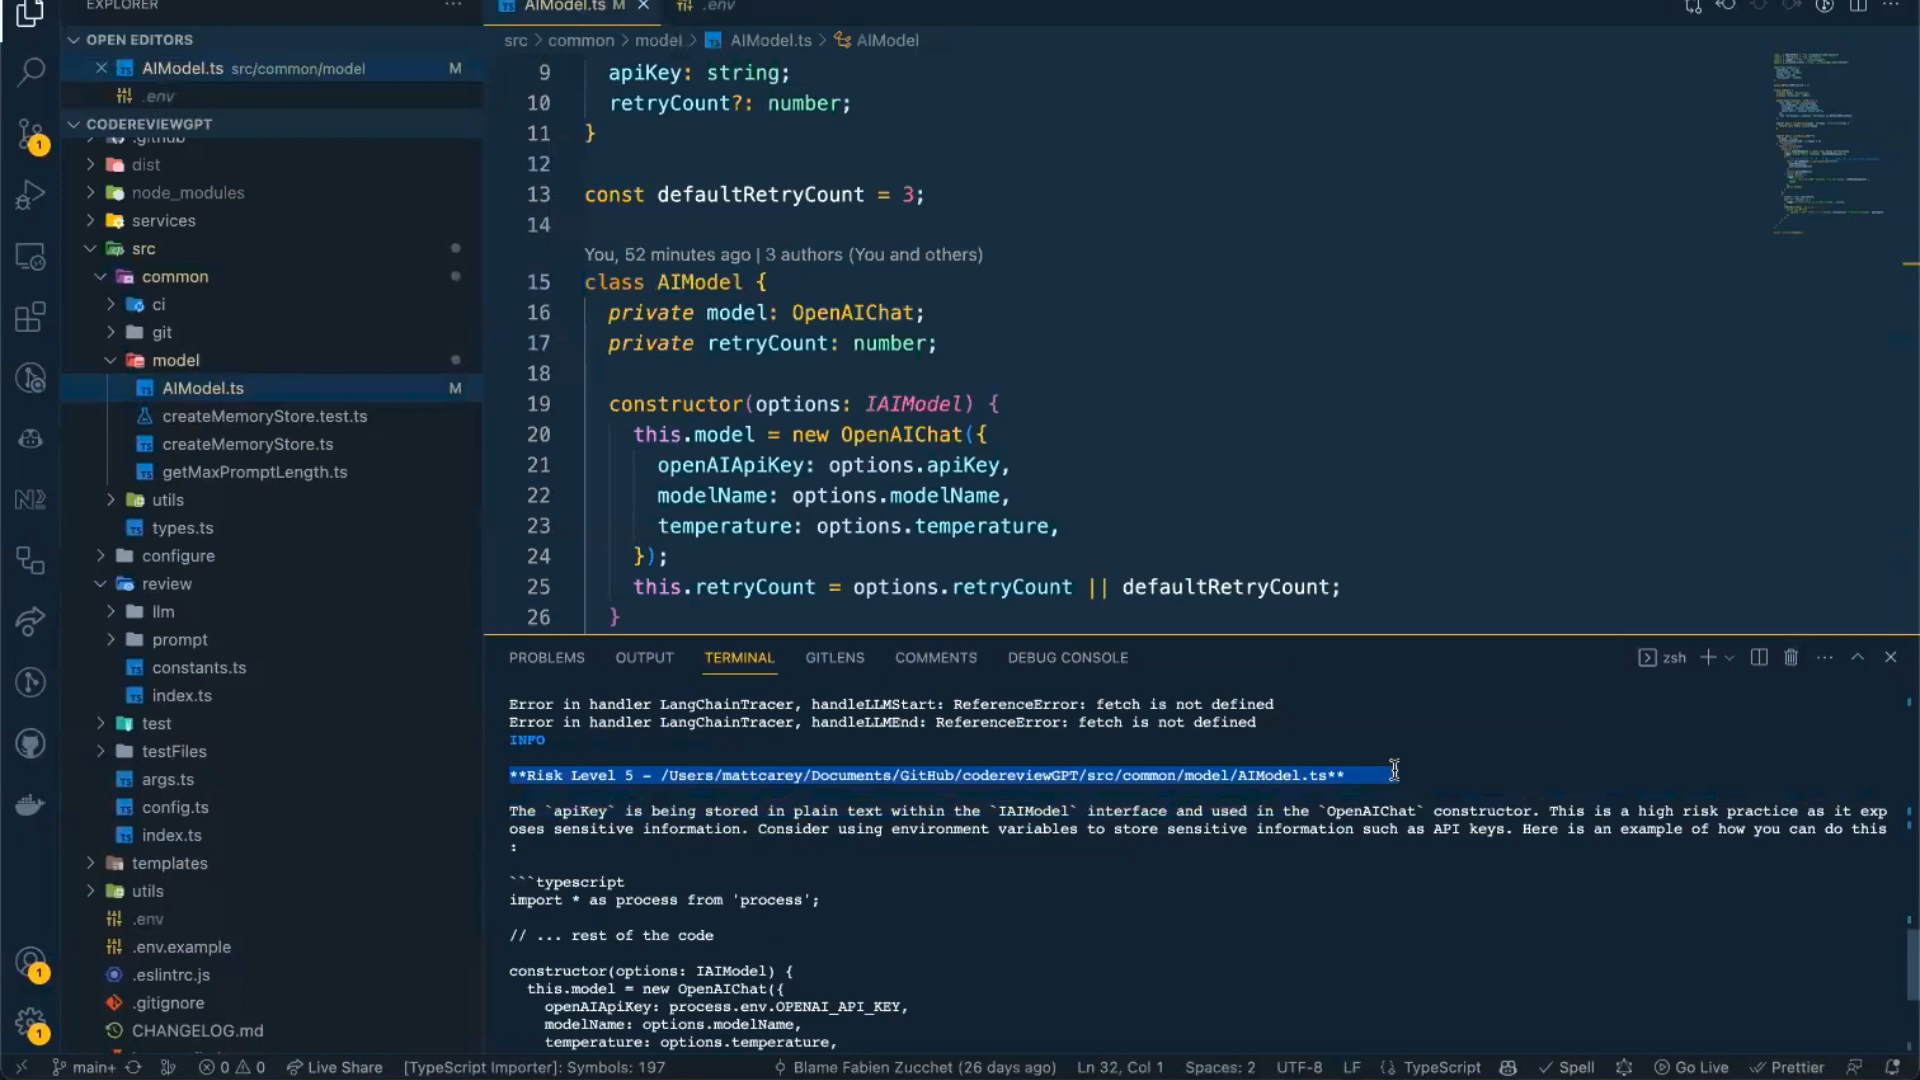 EXPLORER
OPEN EDITORS
AIModel.ts src/common/model M
.env
CODEREVIEWGPT
.github
dist
node_modules
services
src
common
ci
git
model
AIModel.ts M
createMemoryStore.test.ts
createMemoryStore.ts
getMaxPromptLength.ts
utils
types.ts
configure
review
llm
prompt
constants.ts
index.ts
test
testFiles
args.ts
config.ts
index.ts
templates
utils
.env
.env.example
.eslintrc.js
.gitignore
CHANGELOG.md
1
1
1
AIModel.ts M
.env
src > common > model > AIModel.ts > AIModel
9 apiKey: string;
10 retryCount?: number;
11 }
12
13 const defaultRetryCount = 3;
14
You, 52 minutes ago | 3 authors (You and others)
15 class AIModel {
16 private model: OpenAIChat;
17 private retryCount: number;
18
19 constructor(options: IAIModel) {
20 this.model = new OpenAIChat({
21 openAIApiKey: options.apiKey,
22 modelName: options.modelName,
23 temperature: options.temperature,
24 });
25 this.retryCount = options.retryCount || defaultRetryCount;
26 }
PROBLEMS OUTPUT TERMINAL GITLENS COMMENTS DEBUG CONSOLE zsh
Error in handler LangChainTracer, handleLLMStart: ReferenceError: fetch is not defined
Error in handler LangChainTracer, handleLLMEnd: ReferenceError: fetch is not defined
INFO
**Risk Level 5 - /Users/mattcarey/Documents/GitHub/codereviewGPT/src/common/model/AIModel.ts**
The `apiKey` is being stored in plain text within the `IAIModel` interface and used in the `OpenAIChat` constructor. This is a high risk practice as it exp
oses sensitive information. Consider using environment variables to store sensitive information such as API keys. Here is an example of how you can do this
:
```typescript
import * as process from 'process';
// ... rest of the code
constructor(options: IAIModel) {
this.model = new OpenAIChat({
openAIApiKey: process.env.OPENAI_API_KEY,
modelName: options.modelName,
temperature: options.temperature,
main+ 0 0 Live Share [TypeScript Importer]: Symbols: 197 Blame Fabien Zucchet (26 days ago) Ln 32, Col 1 Spaces: 2 UTF-8 LF TypeScript Spell Go Live Prettier